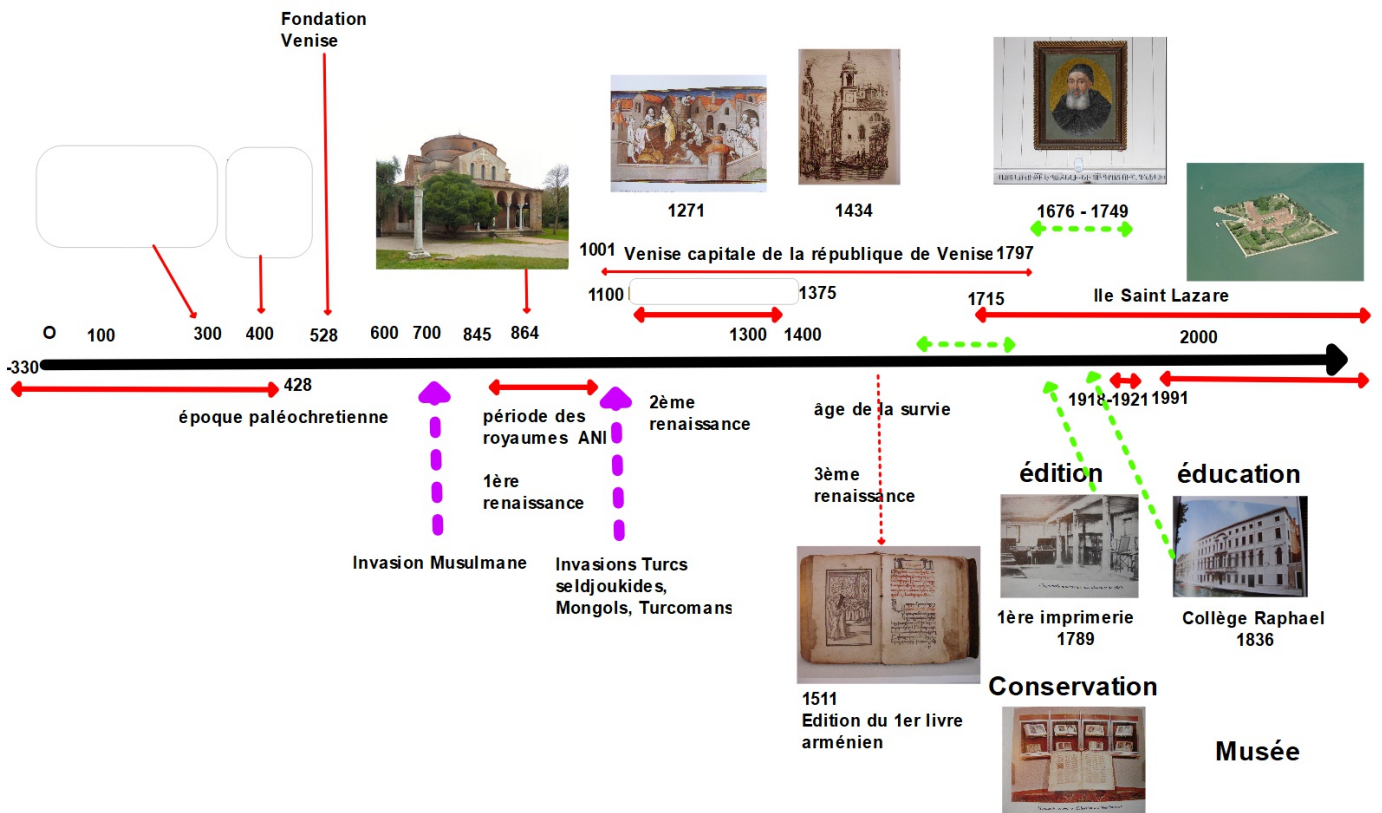 Fondation
Venise
1271
1434
1676 - 1749
1001 Venise capitale de la république de Venise 1797
1100
1375
1715
Ile Saint Lazare
O 100 300 400 528 600 700 845 864 1300 1400 2000
-330
428
époque paléochretienne
période des
royaumes ANI
1ère
renaissance
2ème
renaissance
âge de la survie
3ème
renaissance
1918-1921 1991
Invasion Musulmane
Invasions Turcs
seldjoukides,
Mongols, Turcomans
édition
éducation
1ère imprimerie
1789
Collège Raphael
1836
1511
Edition du 1er livre
arménien
Conservation
Musée